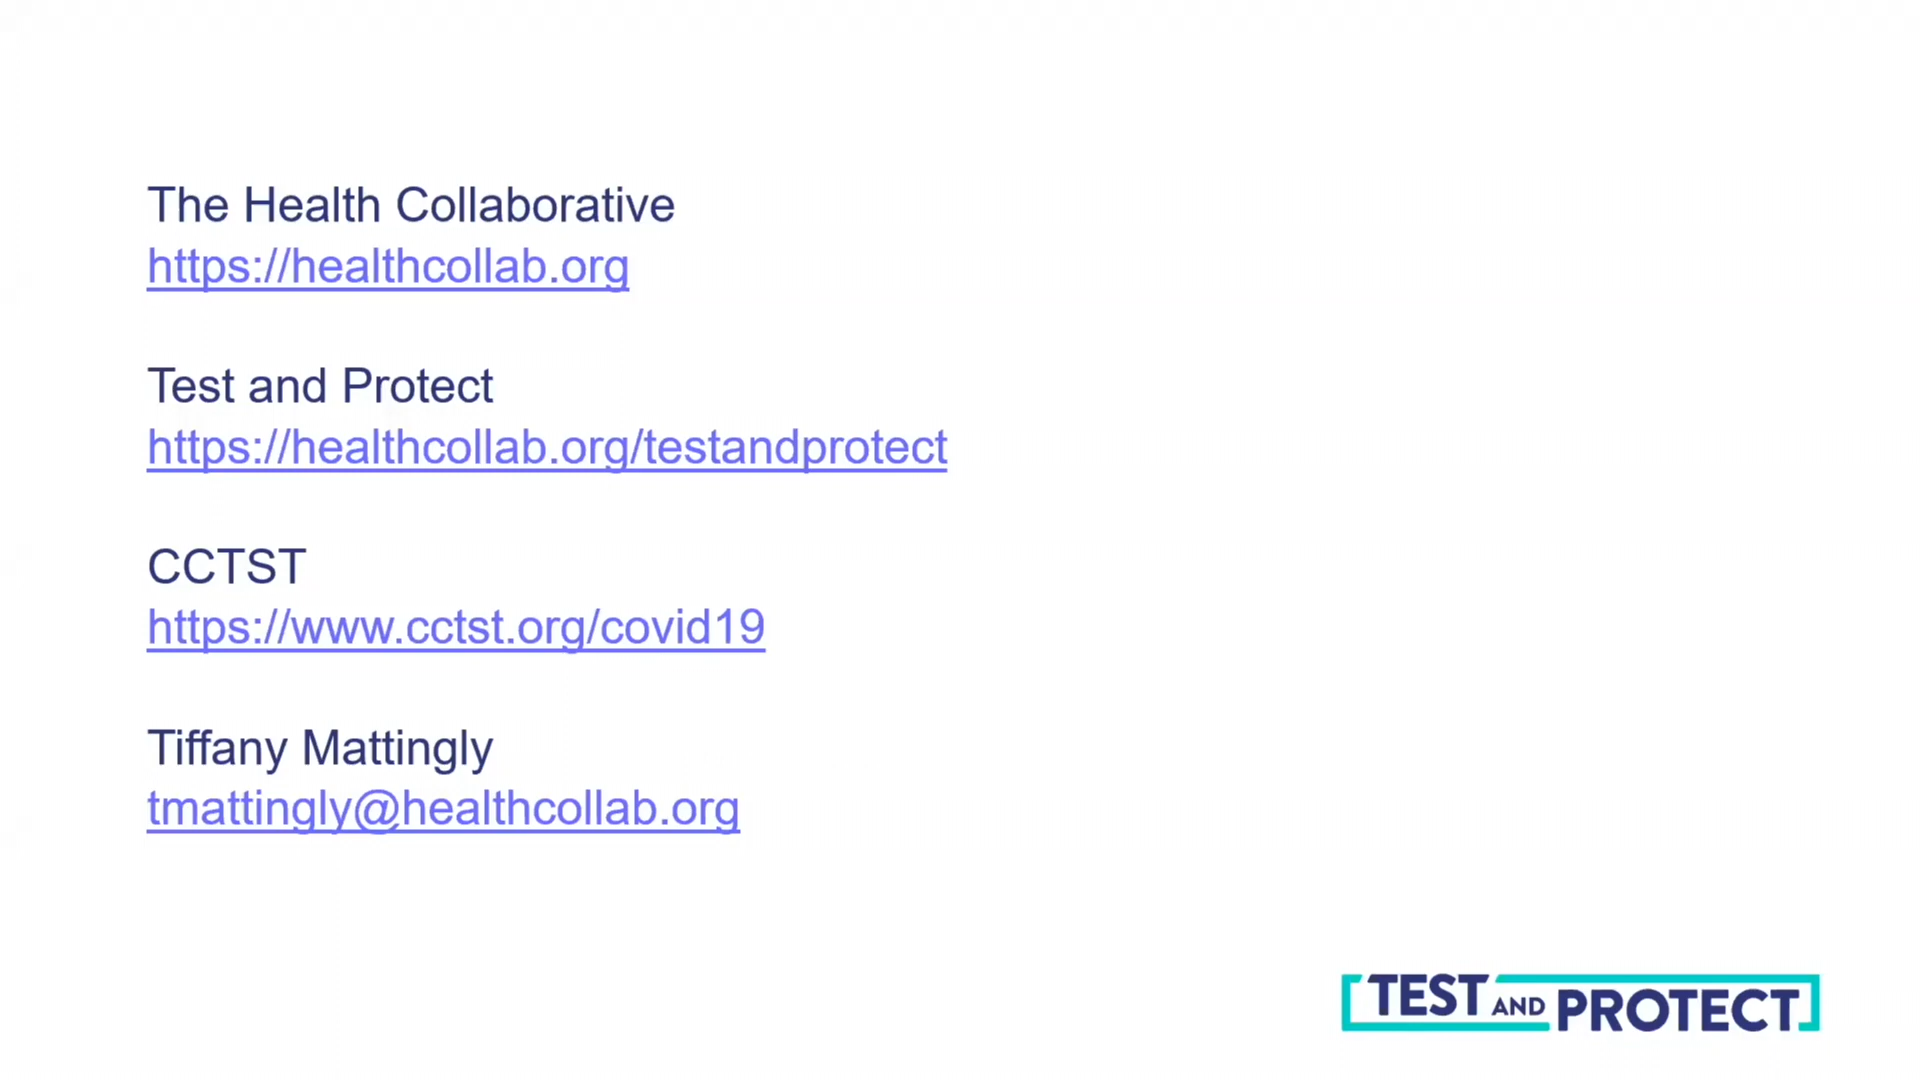 The Health Collaborative
https://healthcollab.org
Test and Protect
https://healthcollab.org/testandprotect
CCTST
https://www.cctst.org/covid19
Tiffany Mattingly
tmattingly@healthcollab.org
TEST AND PROTECT